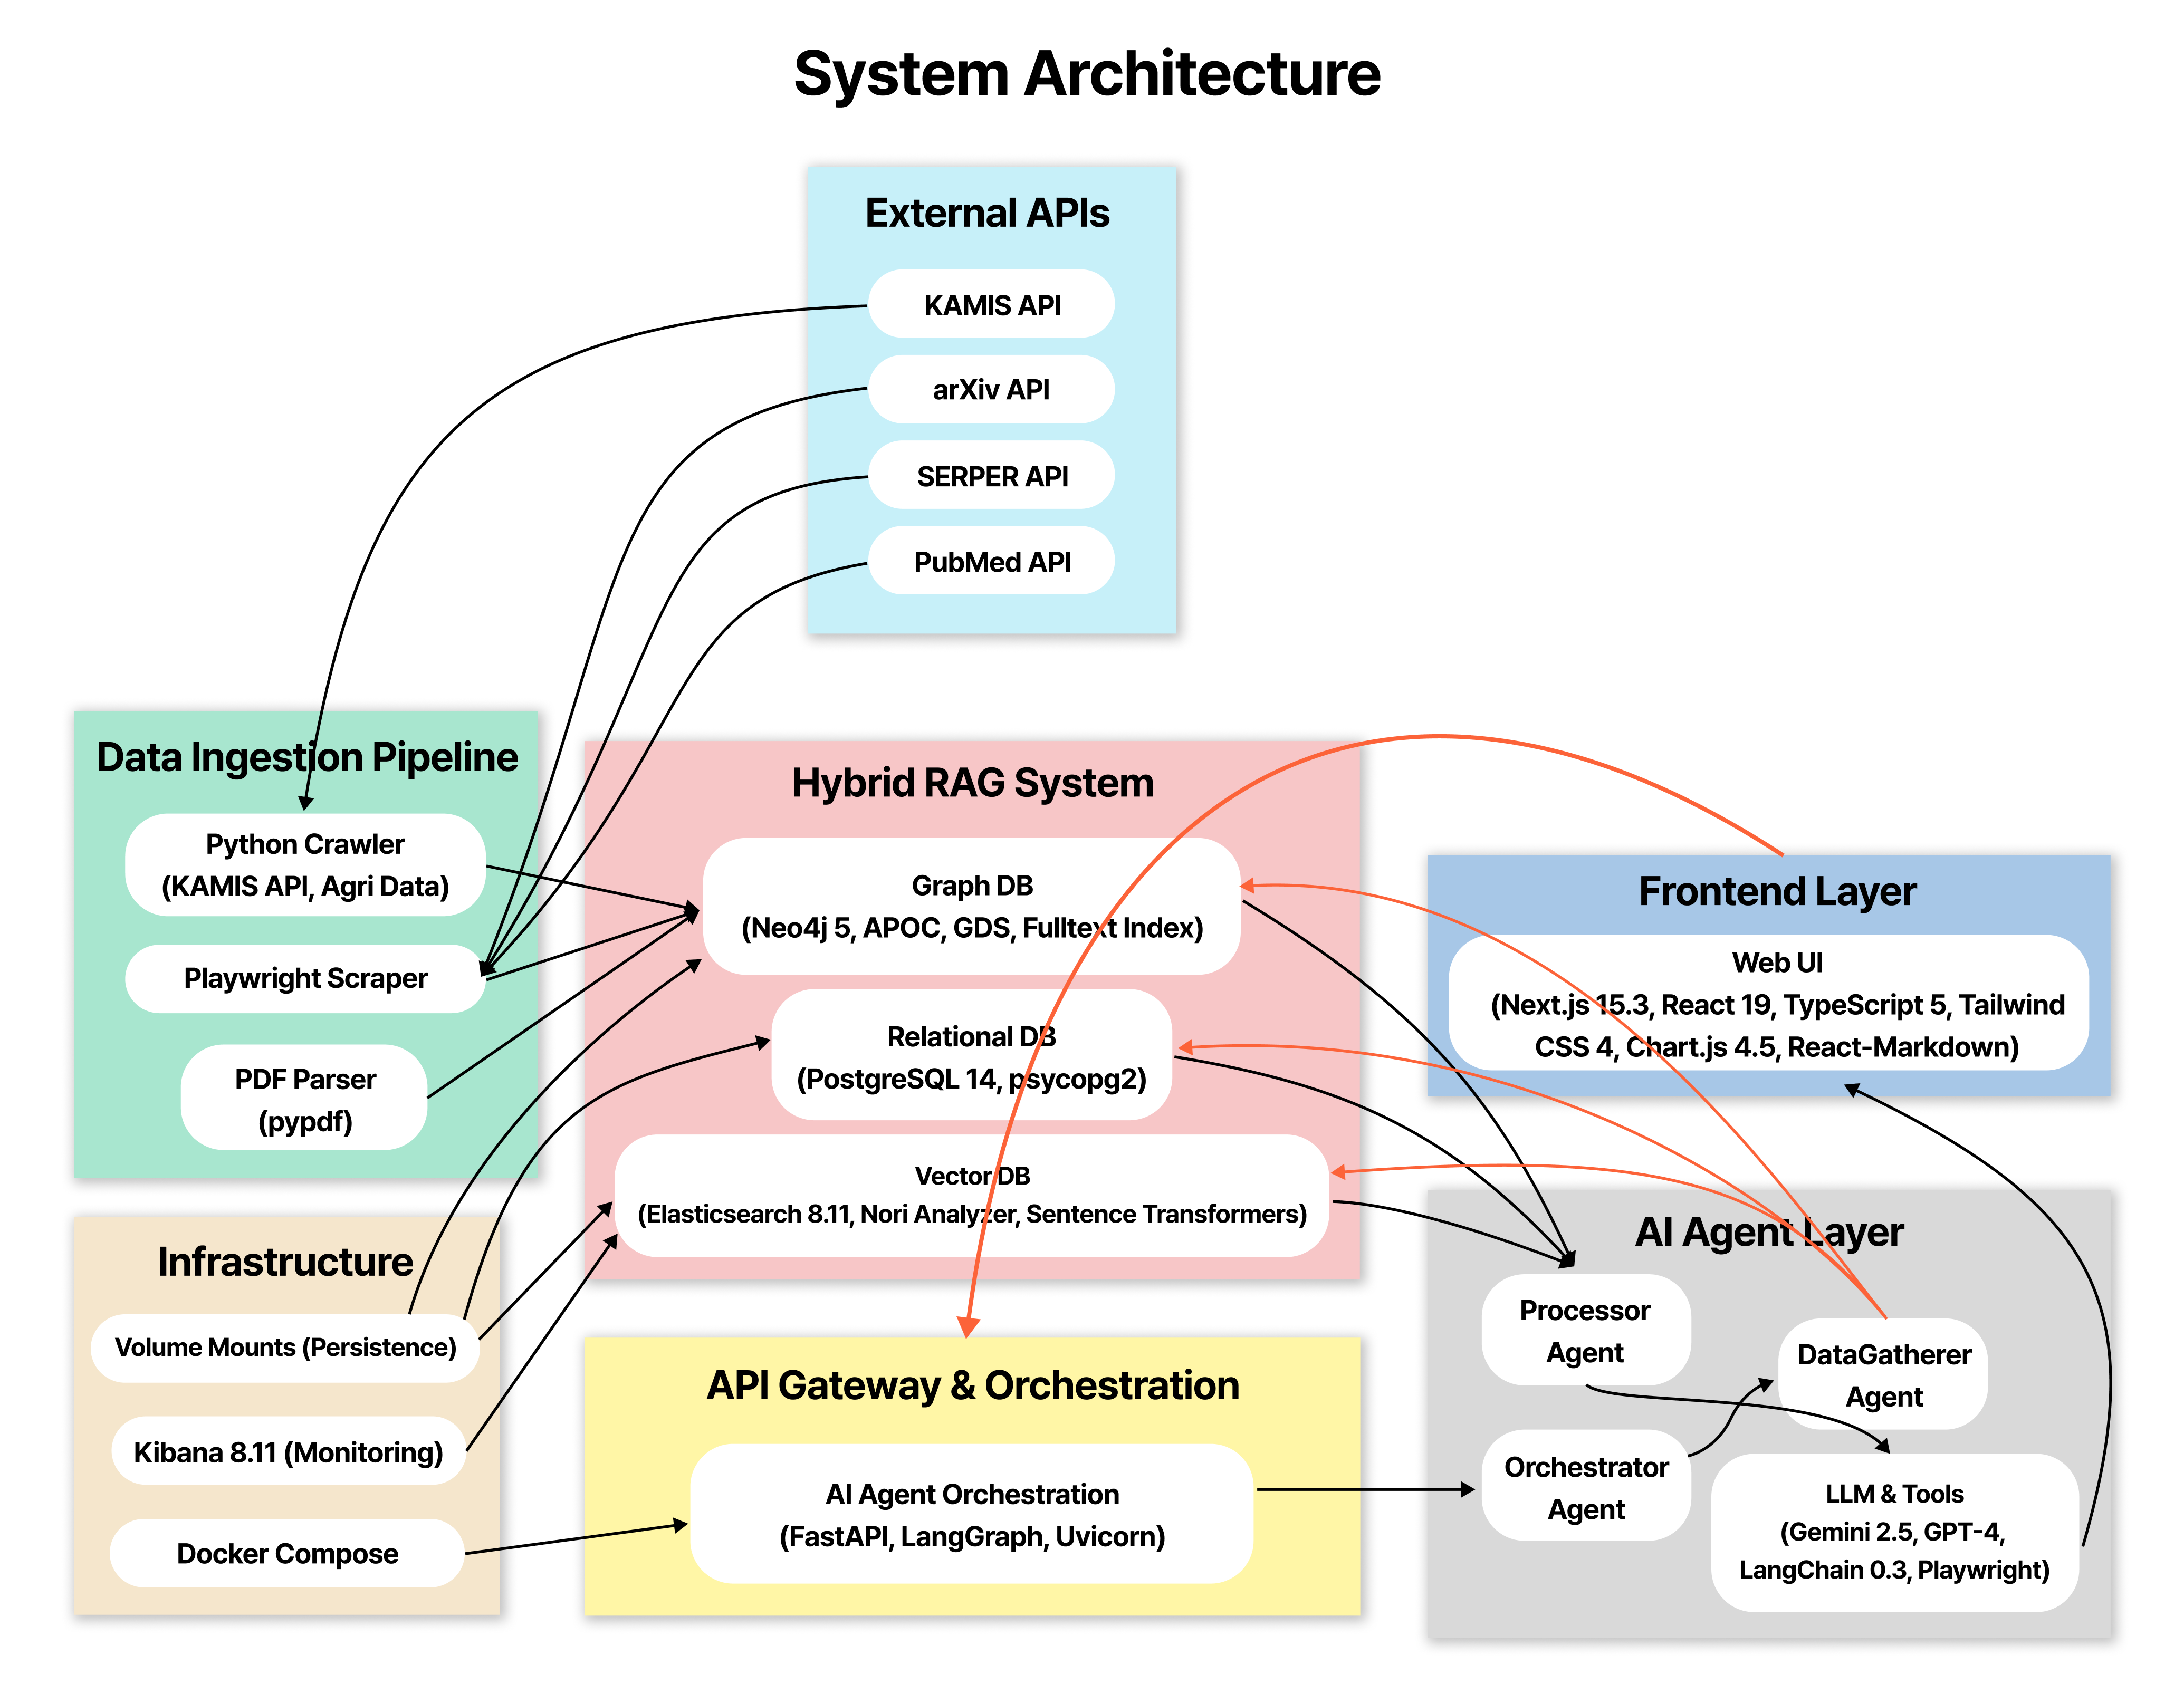 System Architecture
External APIs
KAMIS API
arXiv API
SERPER API
PubMed API
Data Ingestion Pipeline
Python Crawler
(KAMIS API, Agri Data)
Playwright Scraper
PDF Parser
(pypdf)
Hybrid RAG System
Graph DB
(Neo4j 5, APOC, GDS, Fulltext Index)
Relational DB
(PostgreSQL 14, psycopg2)
Vector DB
(Elasticsearch 8.11, Nori Analyzer, Sentence Transformers)
Frontend Layer
Web UI
(Next.js 15.3, React 19, TypeScript 5, Tailwind
CSS 4, Chart.js 4.5, React-Markdown)
Infrastructure
Volume Mounts (Persistence)
Kibana 8.11 (Monitoring)
Docker Compose
API Gateway & Orchestration
AI Agent Orchestration
(FastAPI, LangGraph, Uvicorn)
AI Agent Layer
Processor
Agent
DataGatherer
Agent
Orchestrator
Agent
LLM & Tools
(Gemini 2.5, GPT-4,
LangChain 0.3, Playwright)